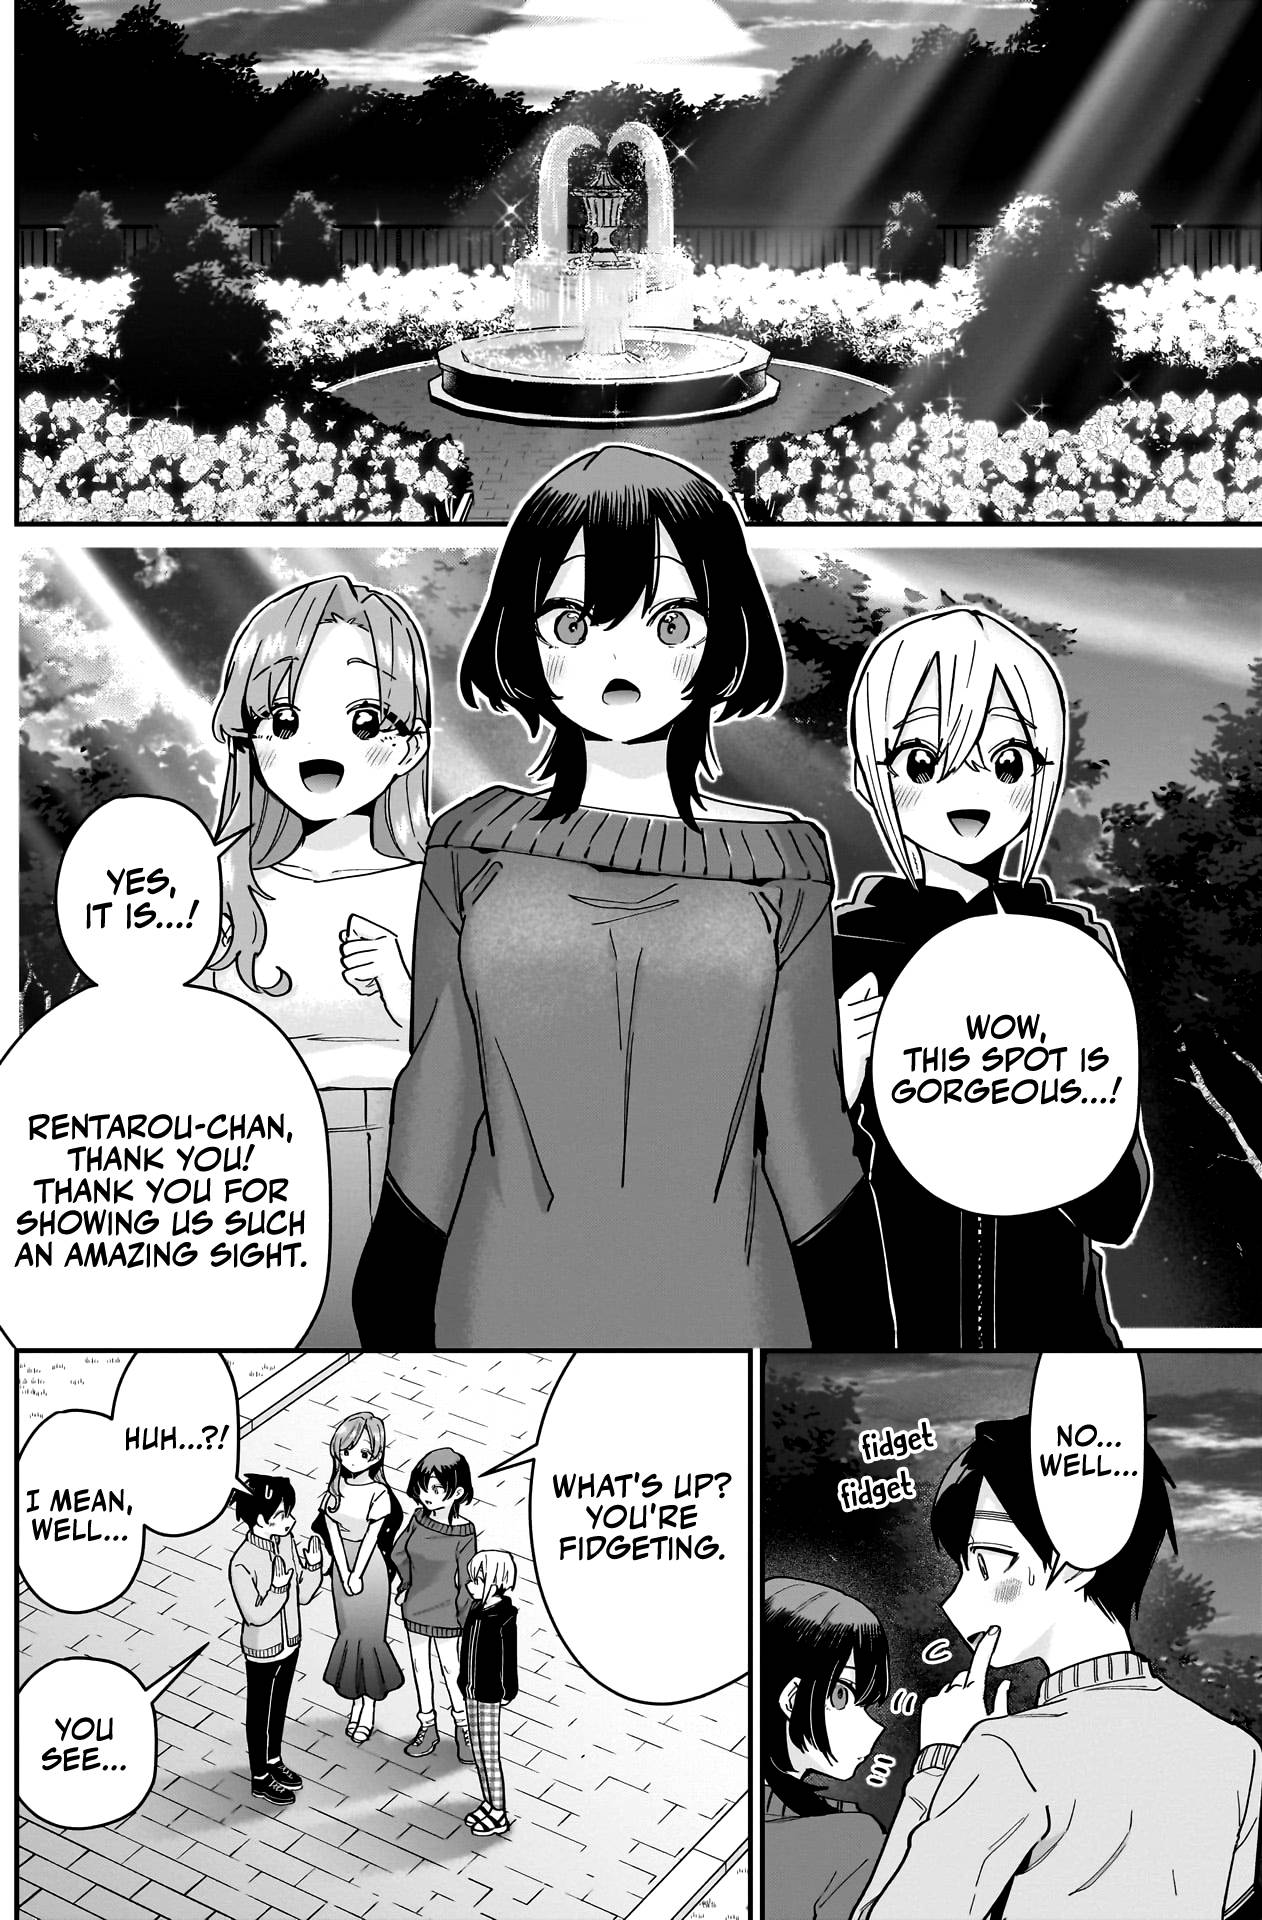 WOW,
THIS SPOT IS
GORGEOUS...!
YES,
IT IS...!
RENTAROU-CHAN,
THANK YOU!
THANK YOU FOR
SHOWING US SUCH
AN AMAZING SIGHT.
NO...
WELL...
fidget
fidget
WHAT'S UP?
YOU'RE
FIDGETING.
HUH...?!
I MEAN,
WELL...
YOU
SEE...